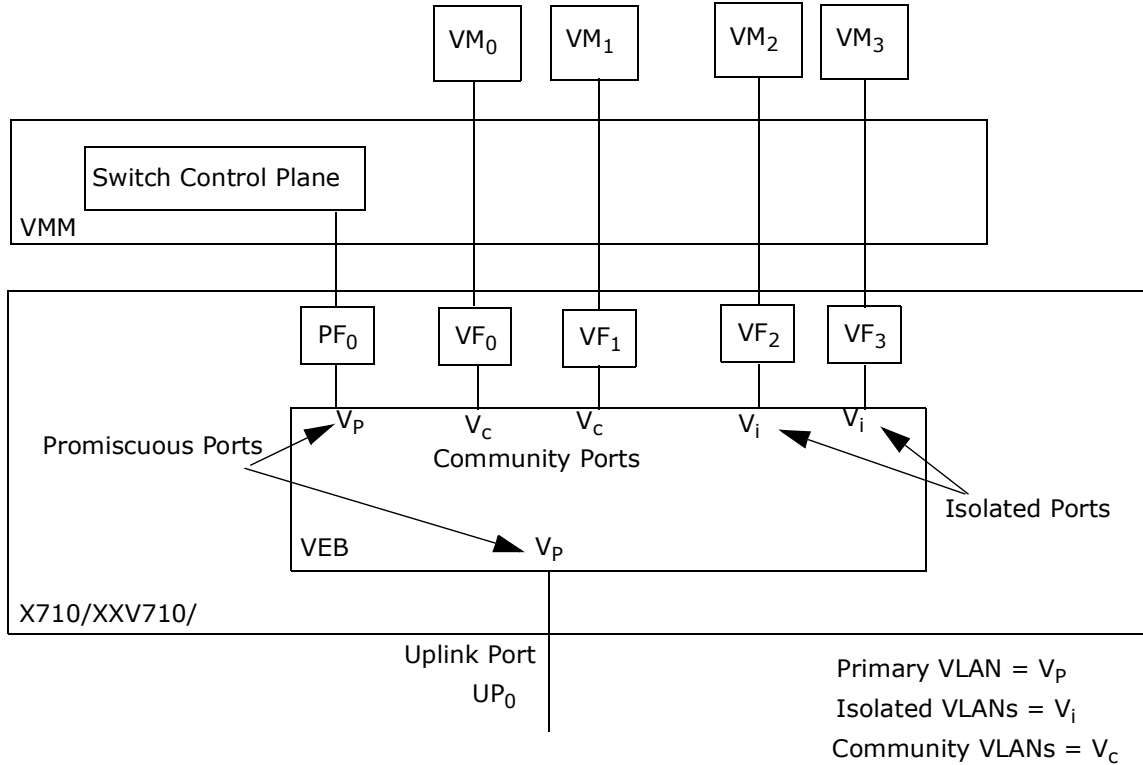 VM0
VM1
VM2
VM3
Switch Control Plane
VMM
PF0
VF0
VF1
VF2
VF3
VP
Vc
Vc
Vi
Vi
Promiscuous Ports
Community Ports
Isolated Ports
VEB
VP
X710/XXV710/
Uplink Port
UP0
Primary VLAN = VP
Isolated VLANs = Vi
Community VLANs = Vc